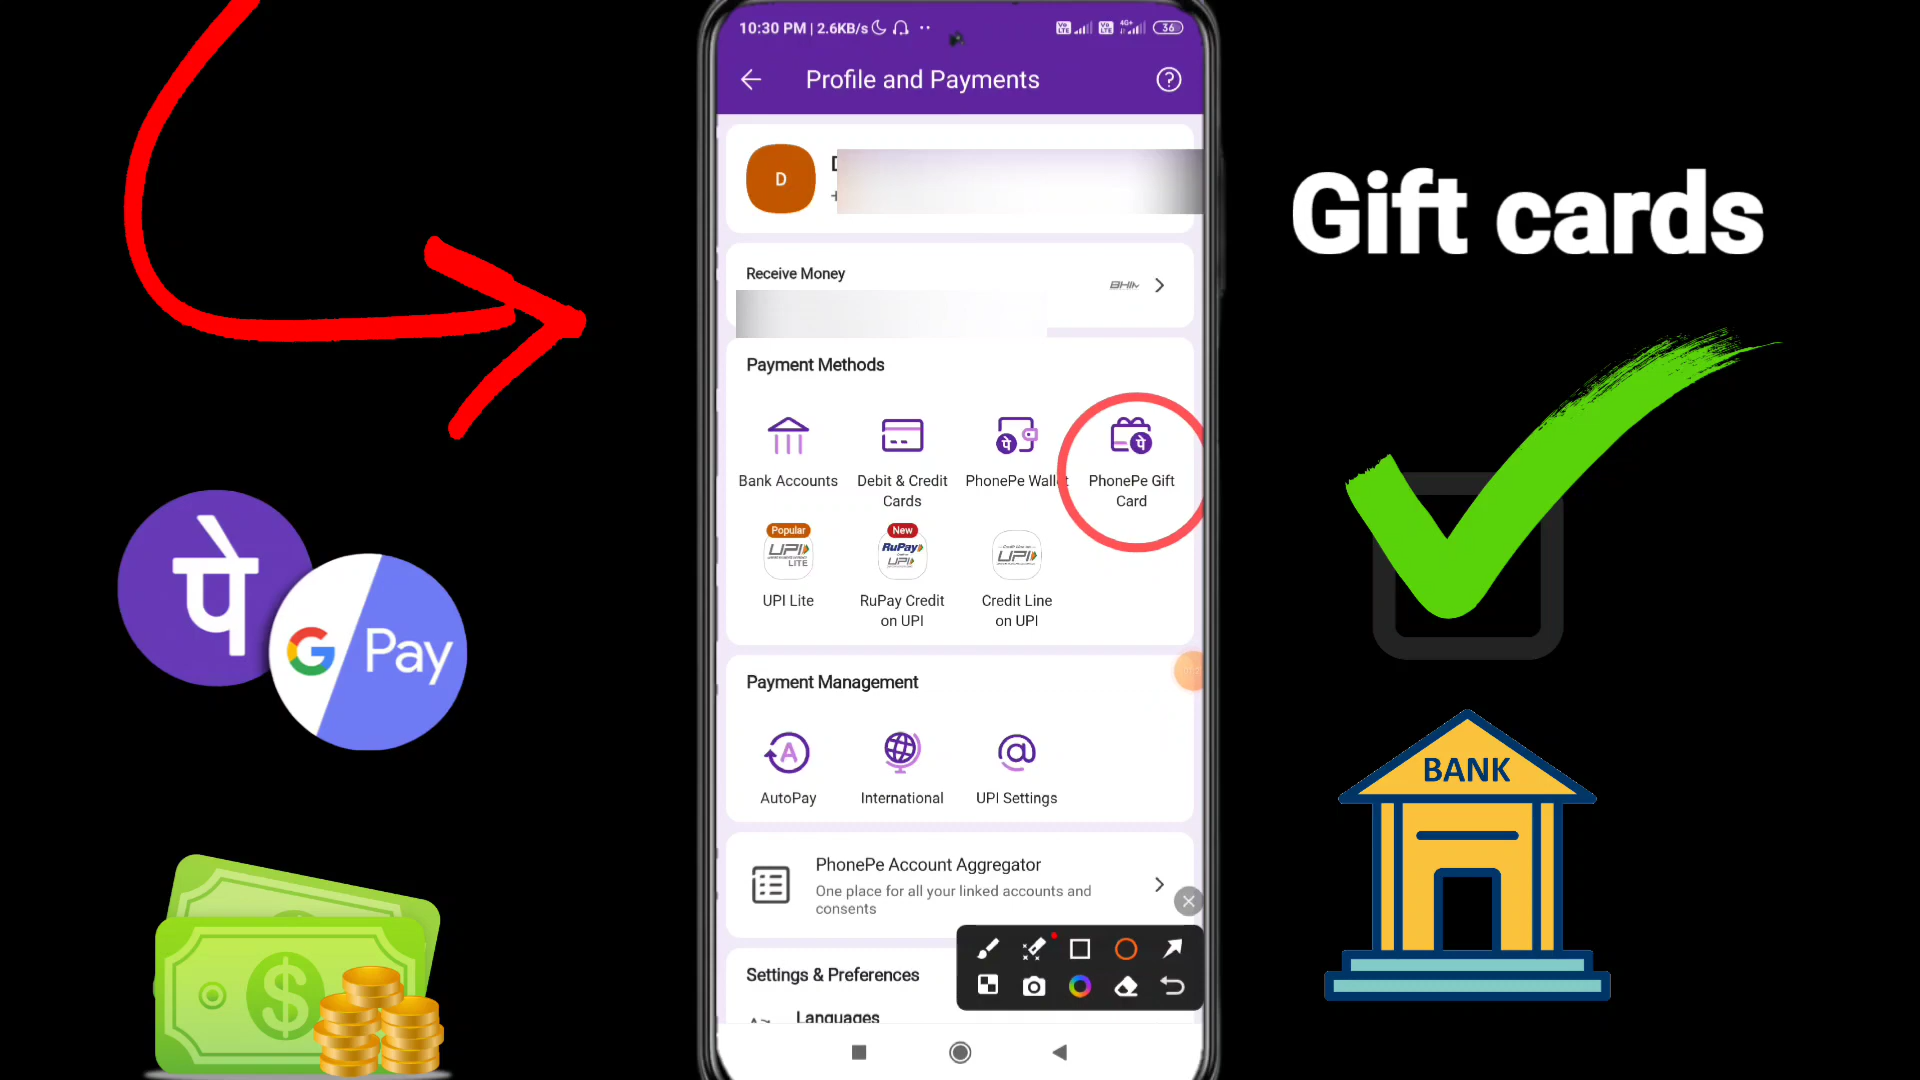 10:30 PM | 2.6KB/s
4G+
36
Profile and Payments
D
D
+
Receive Money
BHIM
Payment Methods
पे
पे
Bank Accounts
Debit & Credit
Cards
PhonePe Wallet
PhonePe Gift
Card
Popular
UPI
LITE
New
RuPay
UPI
UPI
UPI Lite
RuPay Credit
on UPI
Credit Line
on UPI
Payment Management
A
@
AutoPay
International
UPI Settings
PhonePe Account Aggregator
One place for all your linked accounts and
consents
Settings & Preferences
Languages
Gift cards
पे
G Pay
$
BANK